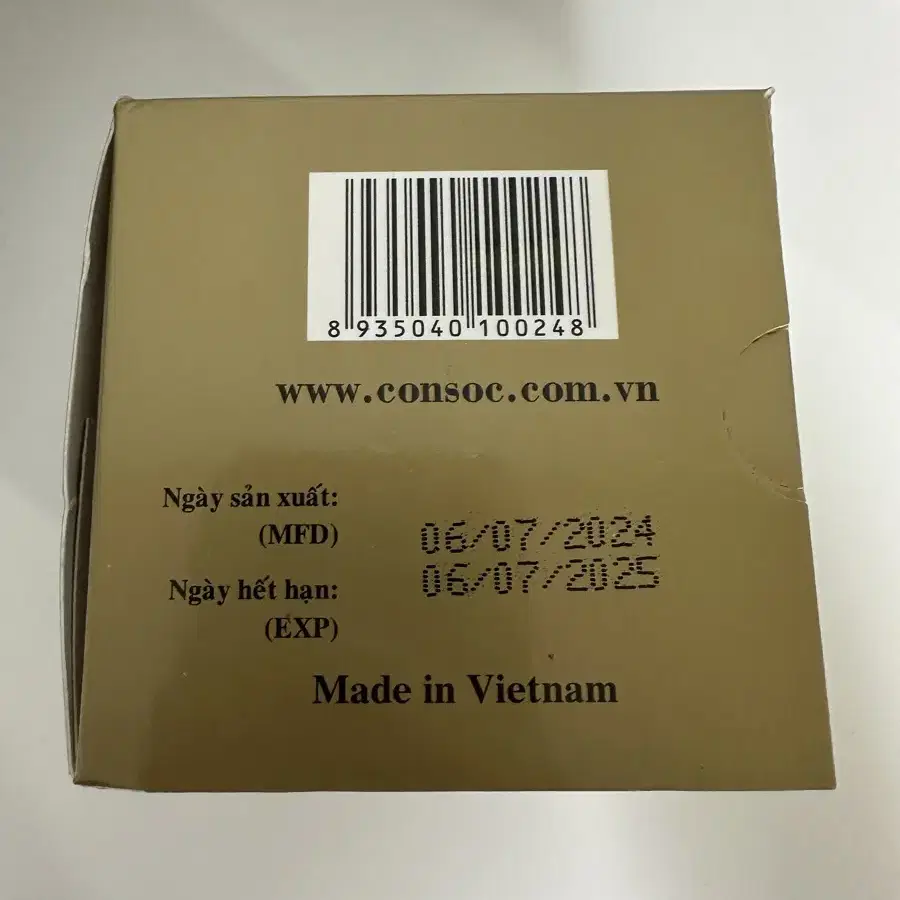 8 935040 100248
www.consoc.com.vn
Ngày sản xuất:
(MFD)
06/07/2024
Ngày hết hạn:
06/07/2025
(EXP)
Made in Vietnam